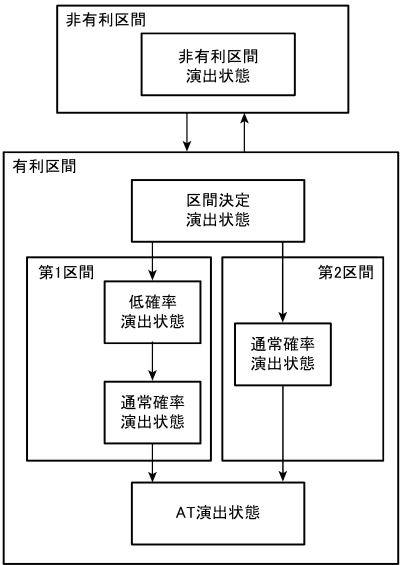 非有利区間
非有利区間
演出状態
有利区間
区間決定
演出状態
第1区間
低確率
演出状態
通常確率
演出状態
第2区間
通常確率
演出状態
AT演出状態